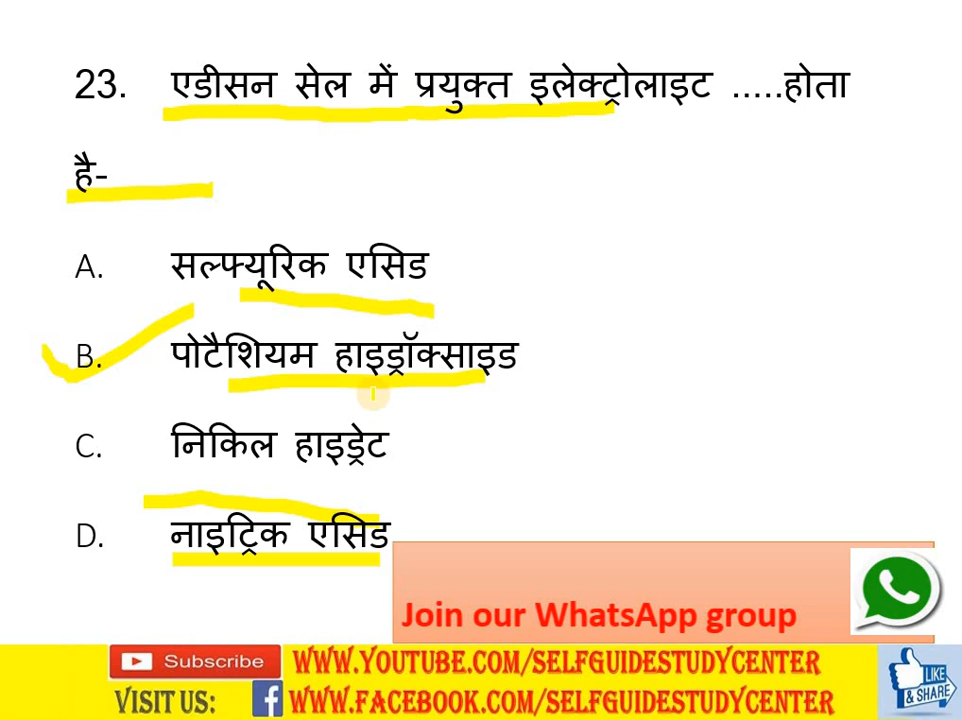 23. एडीसन सेल में प्रयुक्त इलेक्ट्रोलाइट .....होता
है-
A. सल्फ्यूरिक एसिड
B. पोटैशियम हाइड्रॉक्साइड
C. निकिल हाइड्रेट
D. नाइट्रिक एसिड
Join our WhatsApp group
Subscribe WWW.YOUTUBE.COM/SELFGUIDESTUDYCENTER
VISIT US: f WWW.FACEBOOK.COM/SELFGUIDESTUDYCENTER
LIKE
& SHARE